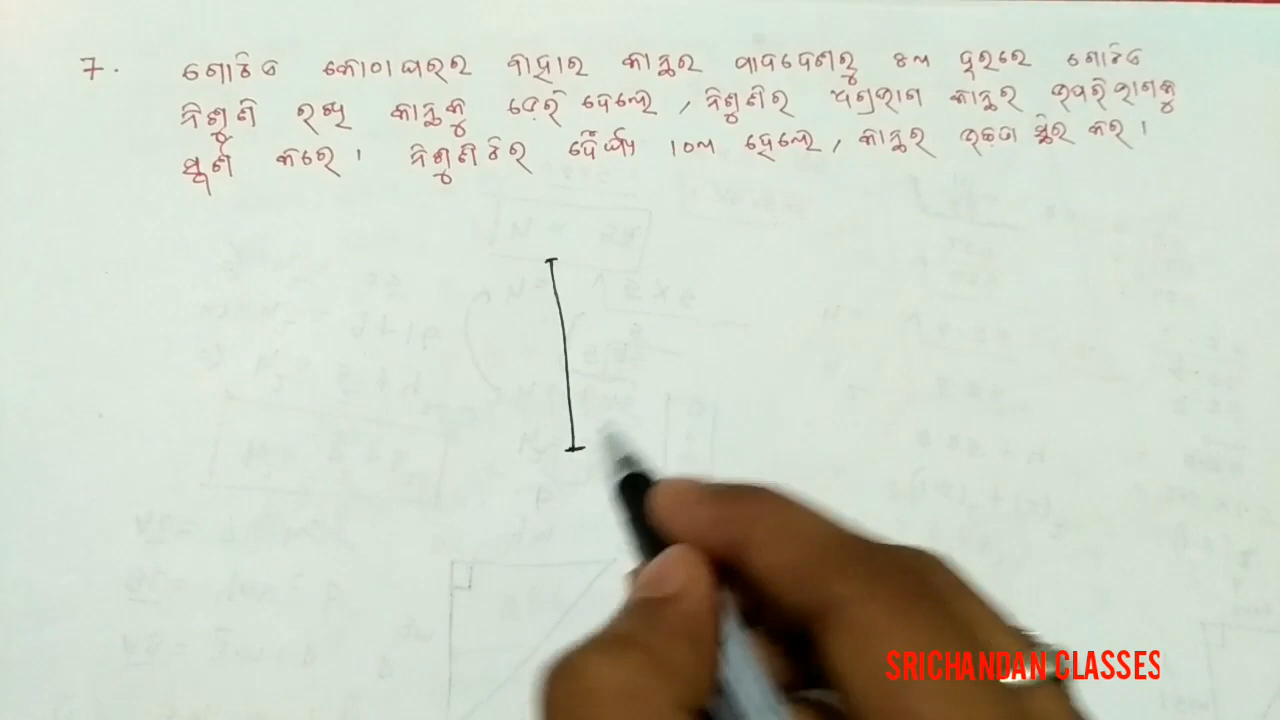 7. ଗୋଟିଏ କୋଠାଘରର ବାହାର କାନ୍ଥର ପାଦଦେଶରୁ ୫ମି ଦୂରରେ ଗୋଟିଏ
ନିଶୁଣି ରଖି କାନ୍ଥକୁ ଡେରି ଦେଲେ, ନିଶୁଣିର ଅଗ୍ରଭାଗ କାନ୍ଥର ଉପରିଭାଗକୁ
ସ୍ପର୍ଶ କରେ । ନିଶୁଣିଟିର ଦୈର୍ଘ୍ୟ 10ମି ହେଲେ, କାନ୍ଥର ଉଚ୍ଚତା ସ୍ଥିର କର ।
SRICHANDAN CLASSES